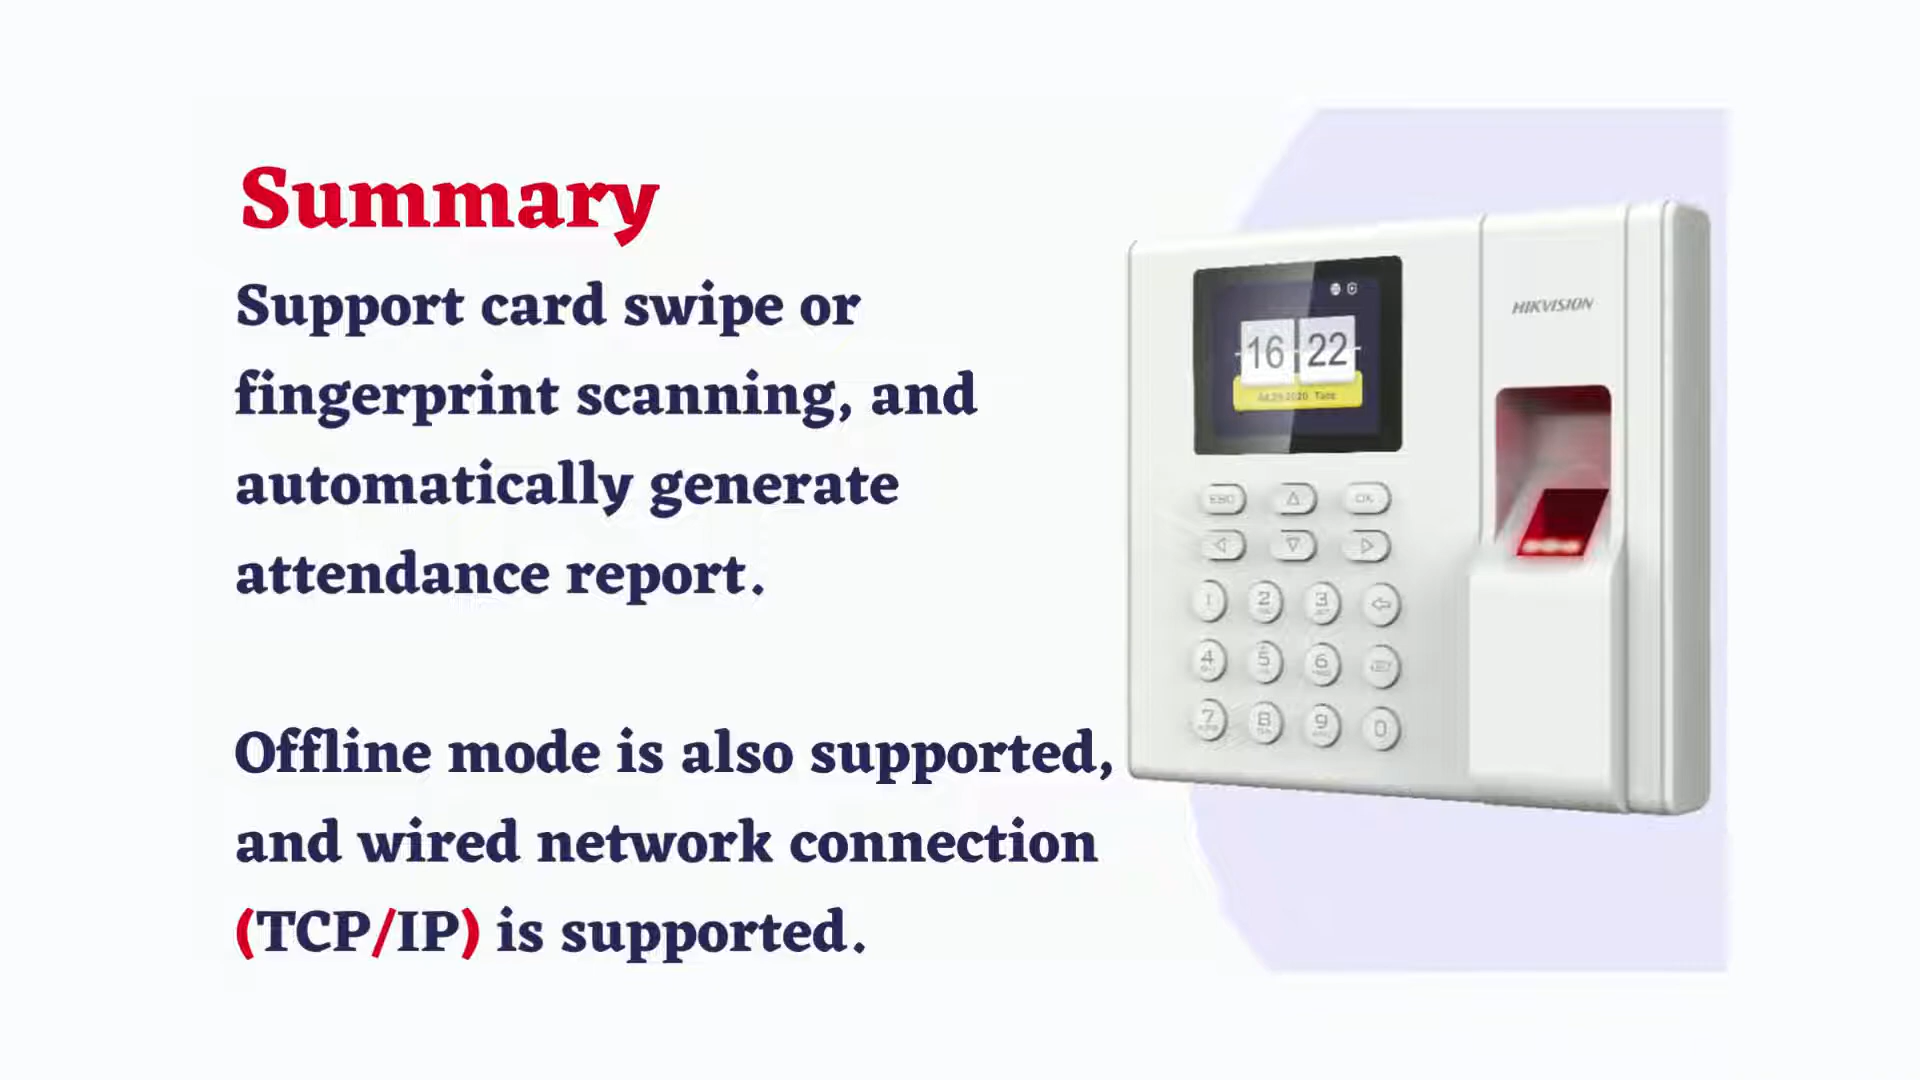 Summary
Support card swipe or
fingerprint scanning, and
automatically generate
attendance report.
Offline mode is also supported,
and wired network connection
(TCP/IP) is supported.
HIKVISION
16 22
2020 Tues
ESC
OK
1 2 3
4 5 6
7 8 9 0